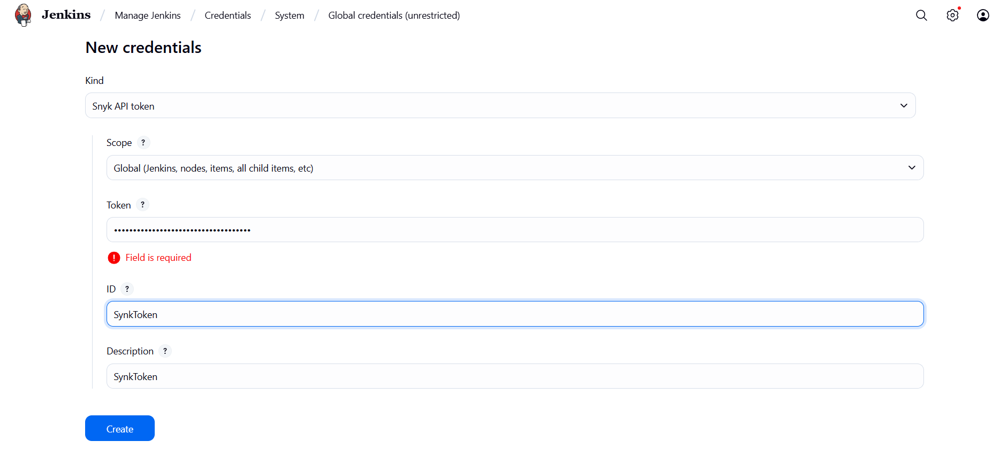 Jenkins / Manage Jenkins / Credentials / System / Global credentials (unrestricted)
New credentials
Kind
Snyk API token
Scope ?
Global (Jenkins, nodes, items, all child items, etc)
Token ?
••••••••••••••••••••••••••••••••••••
Field is required
ID ?
SynkToken
Description ?
SynkToken
Create